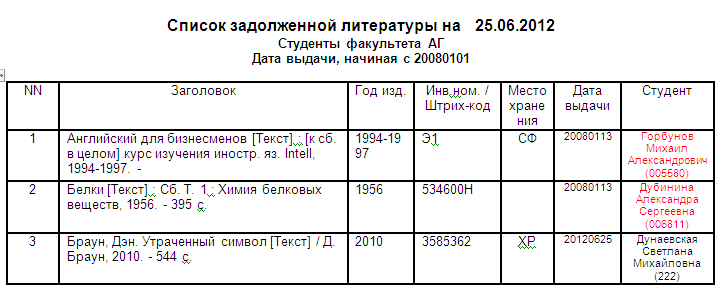 Список задолженной литературы на 25.06.2012
Студенты факультета АГ
Дата выдачи, начиная с 20080101
NN Заголовок Год изд. Инв.ном. / Штрих-код Место хране ния Дата выдачи Студент
1 Английский для бизнесменов [Текст] : [к сб. в целом] курс изучения иностр. яз. Intell, 1994-1997. - 1994-1997 Э1 СФ 20080113 Горбунов Михаил Александрович (005580)
2 Белки [Текст] : Сб. Т. 1 : Химия белковых веществ, 1956. - 395 с. 1956 534600Н 20080113 Дубинина Александра Сергеевна (006811)
3 Браун, Дэн. Утраченный символ [Текст] / Д. Браун, 2010. - 544 с. 2010 3585362 ХР 20120625 Дунаевская Светлана Михайловна (222)